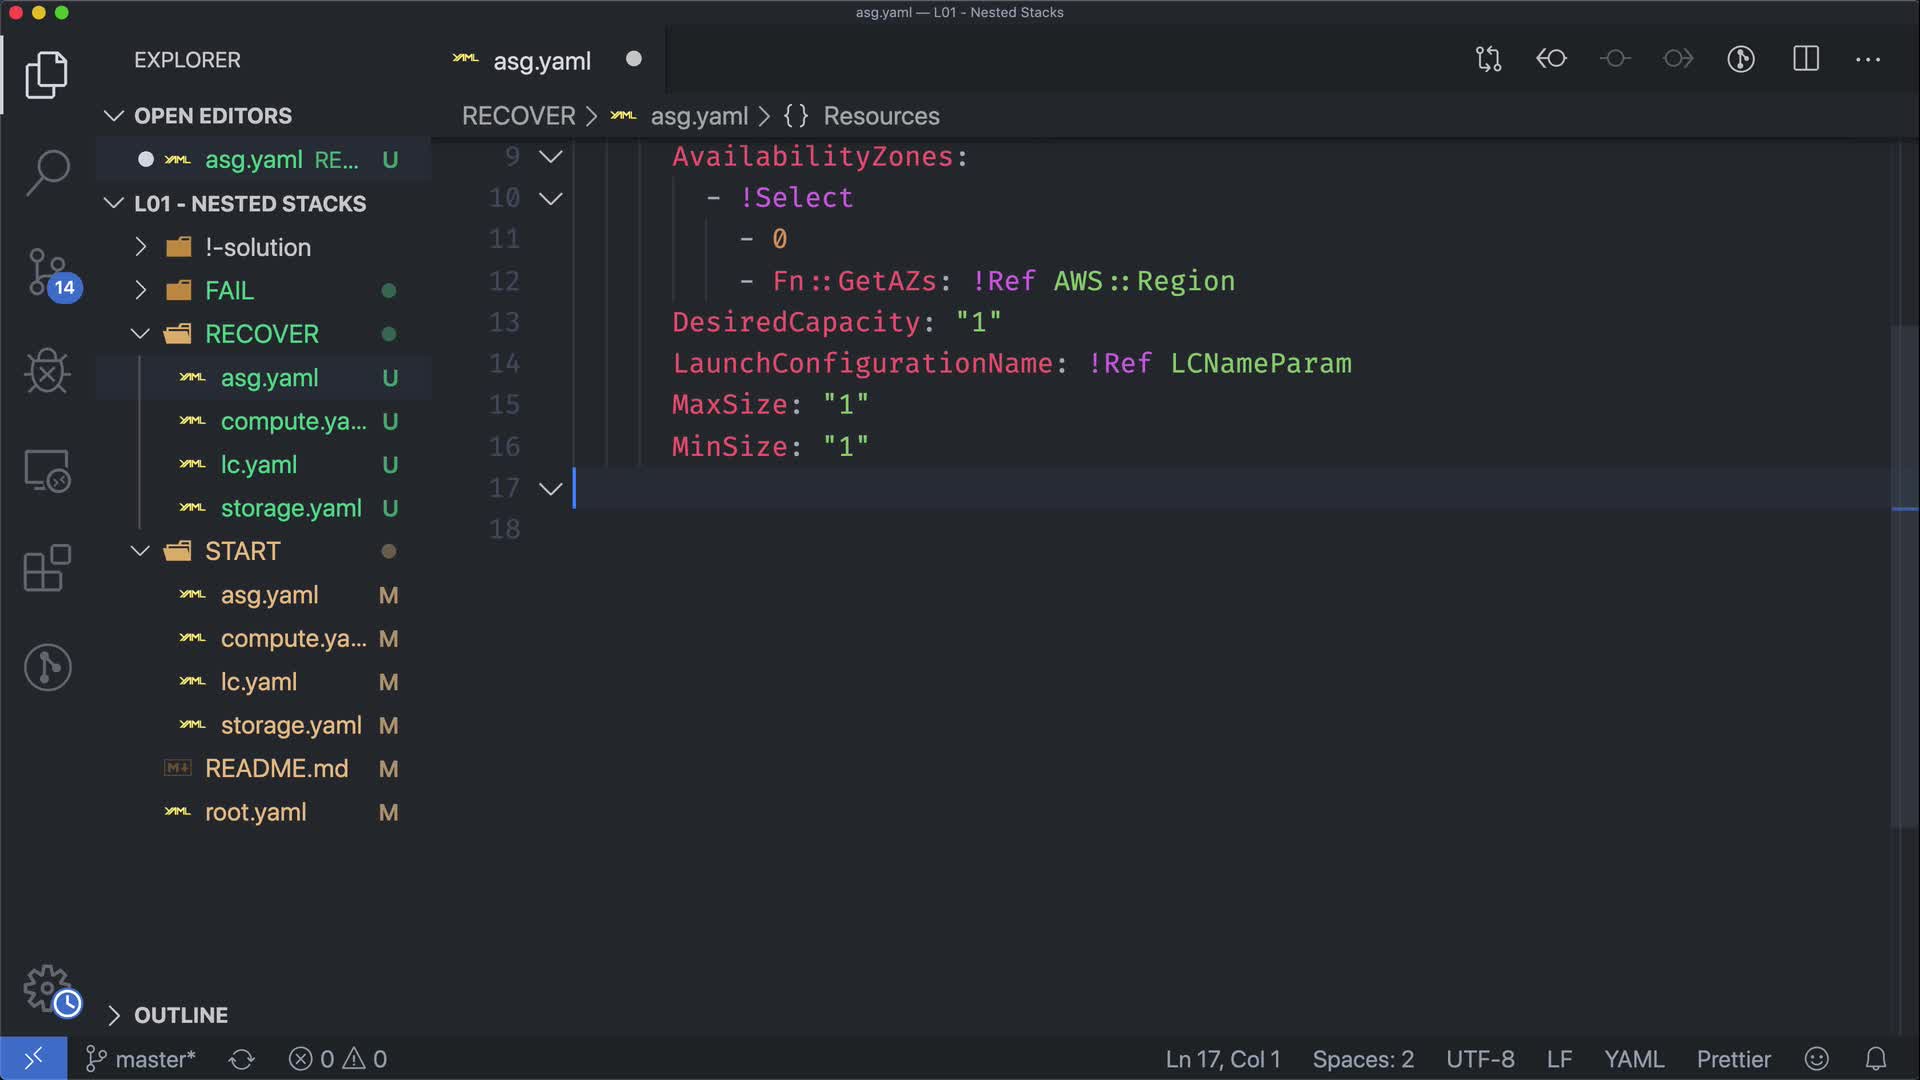 asg.yaml — L01 - Nested Stacks
EXPLORER
OPEN EDITORS
asg.yaml RE... U
L01 - NESTED STACKS
!-solution
FAIL
RECOVER
asg.yaml U
compute.ya... U
lc.yaml U
storage.yaml U
START
asg.yaml M
compute.ya... M
lc.yaml M
storage.yaml M
README.md M
root.yaml M
OUTLINE
14
asg.yaml
RECOVER > asg.yaml > {} Resources
9 AvailabilityZones:
10 - !Select
11 - 0
12 - Fn::GetAZs: !Ref AWS::Region
13 DesiredCapacity: "1"
14 LaunchConfigurationName: !Ref LCNameParam
15 MaxSize: "1"
16 MinSize: "1"
17
18
master* 0 0 Ln 17, Col 1 Spaces: 2 UTF-8 LF YAML Prettier